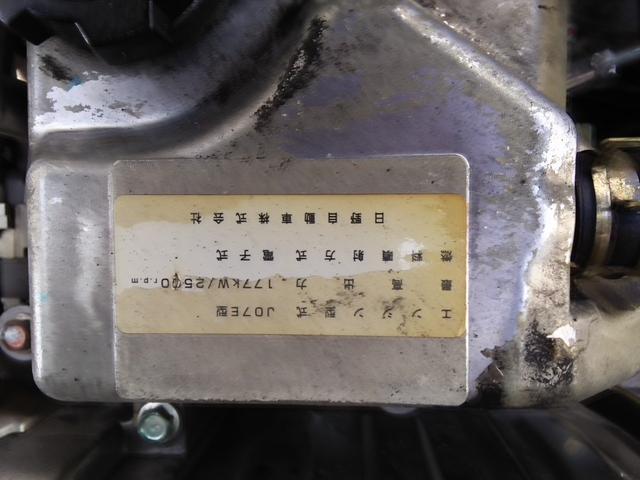 エンジン型式 J07E型
最高出力 177kW/2500r.p.m
燃料噴射方式 電子式
日野自動車株式会社